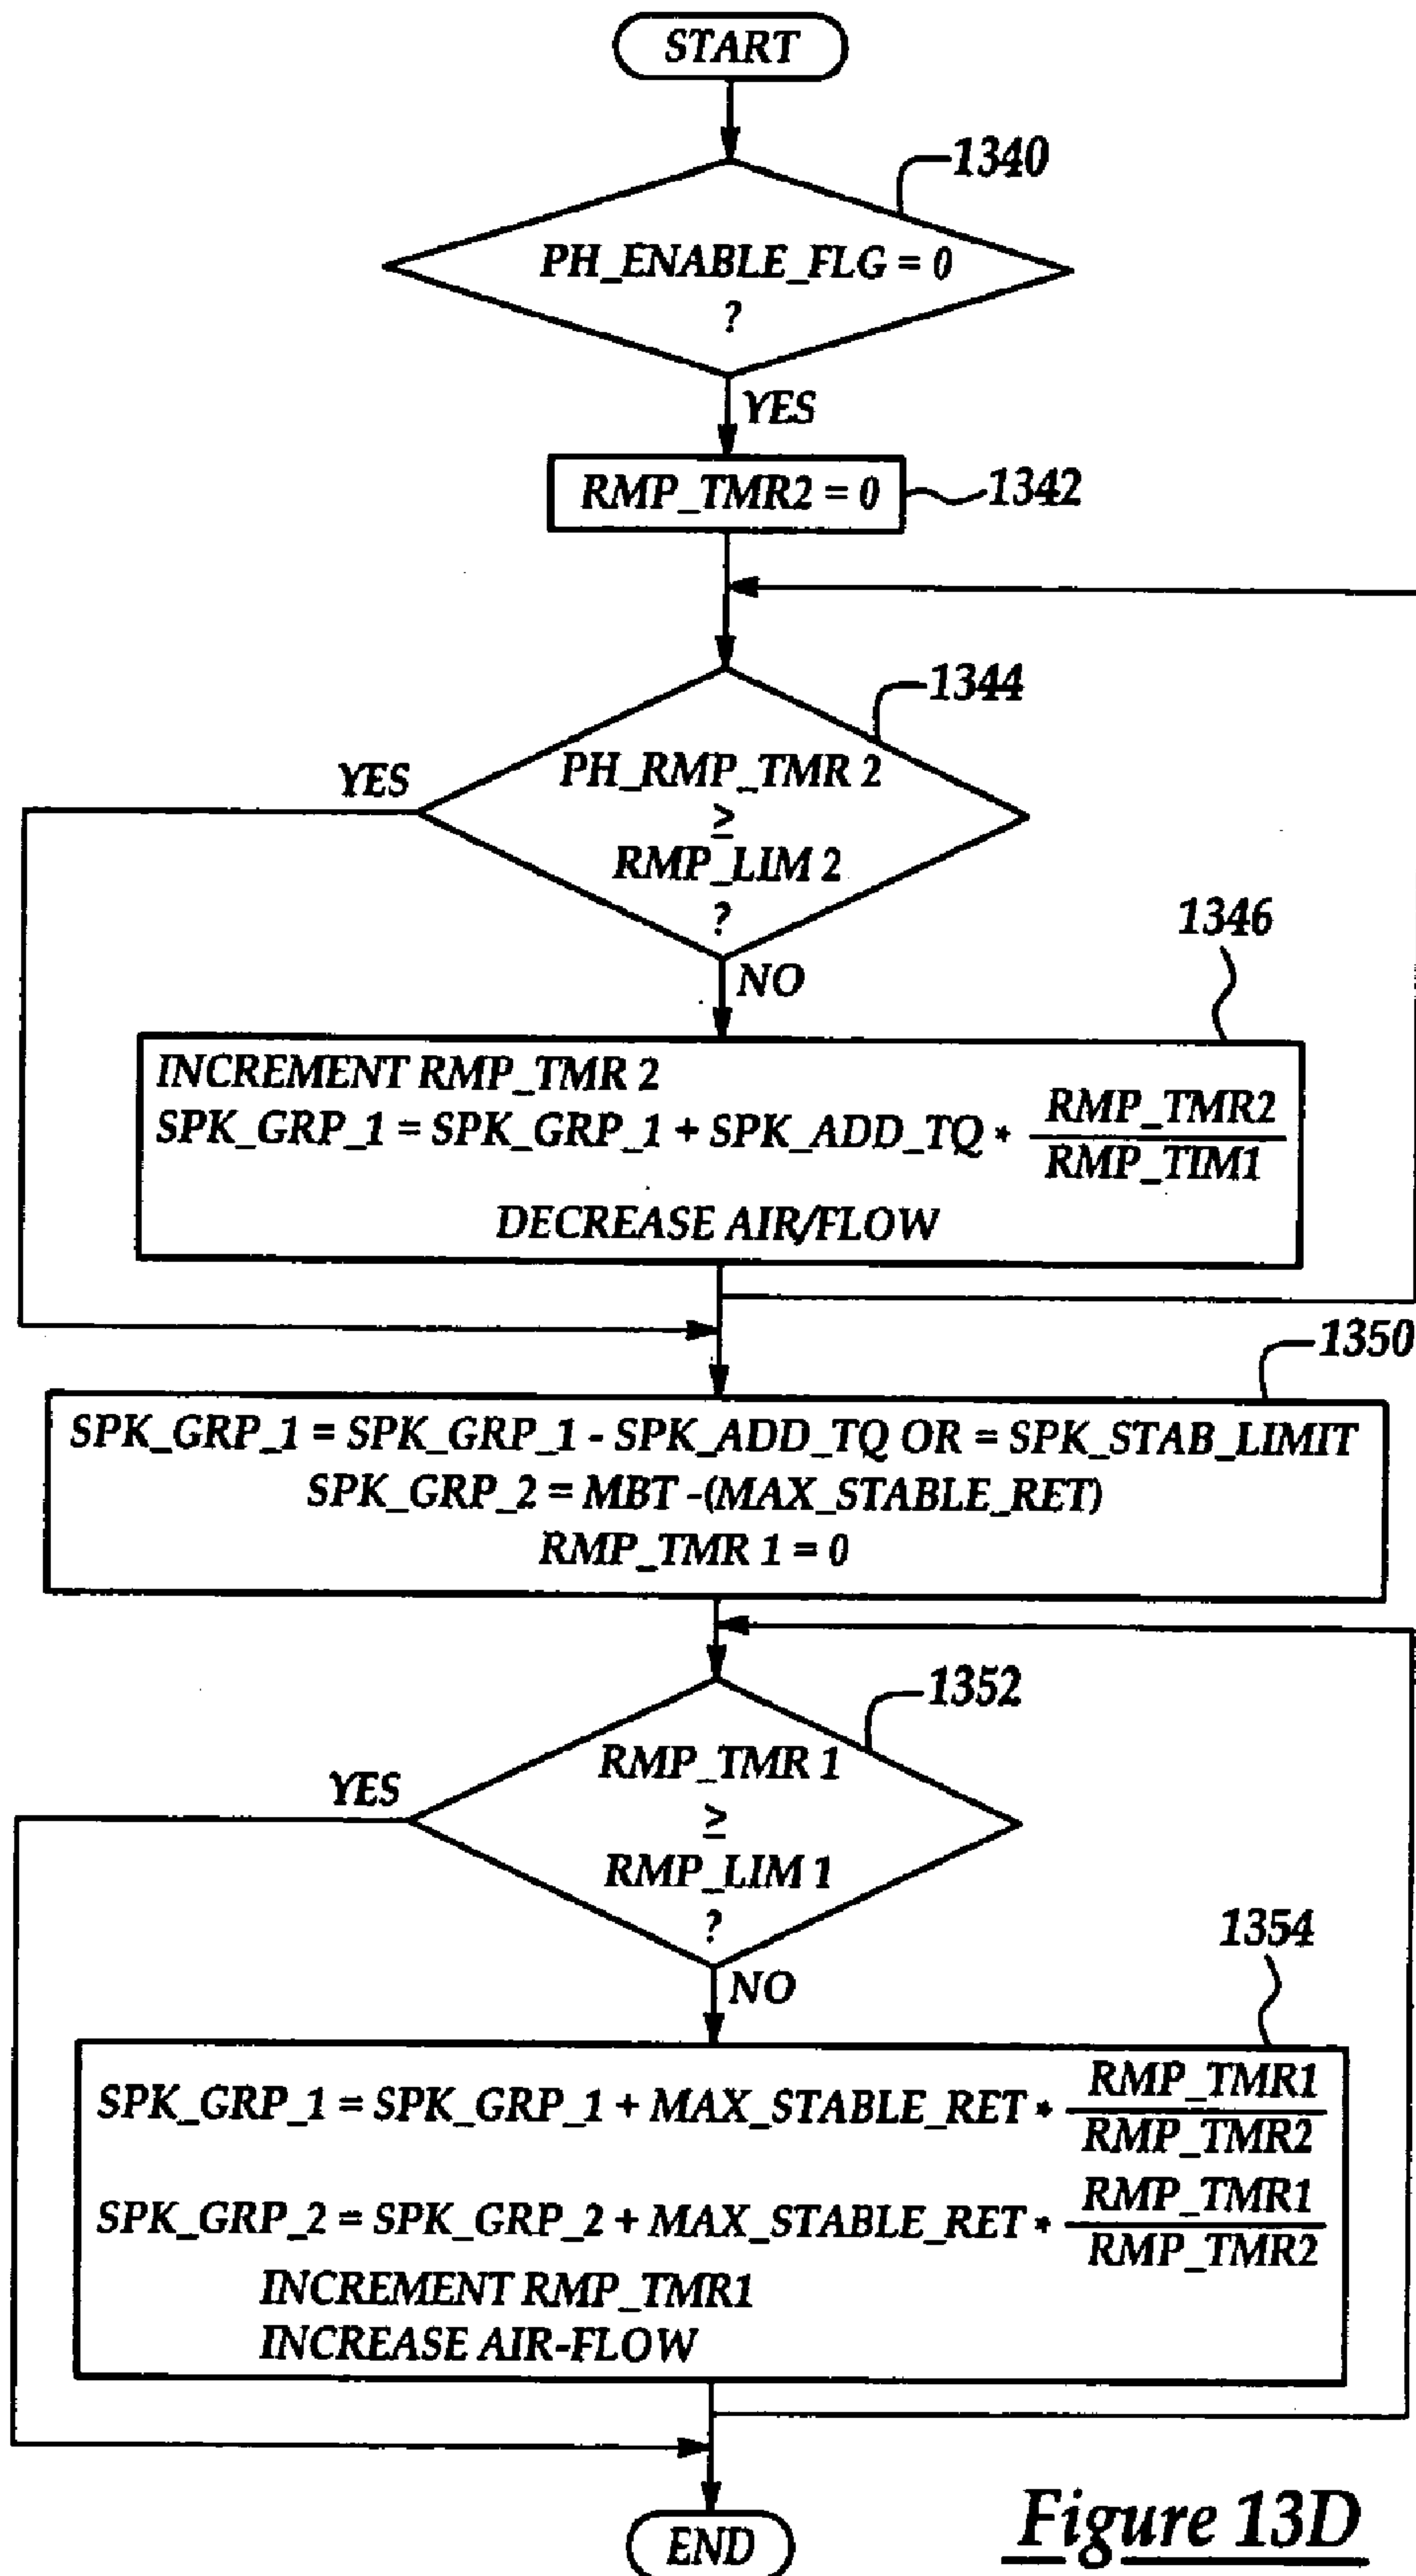 START
1340
PH_ENABLE_FLG = 0
?
YES
RMP_TMR2 = 0
1342
1344
YES
PH_RMP_TMR 2
≥
RMP_LIM 2
?
NO
1346
INCREMENT RMP_TMR 2
SPK_GRP_1 = SPK_GRP_1 + SPK_ADD_TQ * RMP_TMR2 / RMP_TIM1
DECREASE AIR/FLOW
1350
SPK_GRP_1 = SPK_GRP_1 - SPK_ADD_TQ OR = SPK_STAB_LIMIT
SPK_GRP_2 = MBT -(MAX_STABLE_RET)
RMP_TMR 1 = 0
1352
YES
RMP_TMR 1
≥
RMP_LIM 1
?
NO
1354
SPK_GRP_1 = SPK_GRP_1 + MAX_STABLE_RET * RMP_TMR1 / RMP_TMR2
SPK_GRP_2 = SPK_GRP_2 + MAX_STABLE_RET * RMP_TMR1 / RMP_TMR2
INCREMENT RMP_TMR1
INCREASE AIR-FLOW
END
Figure 13D